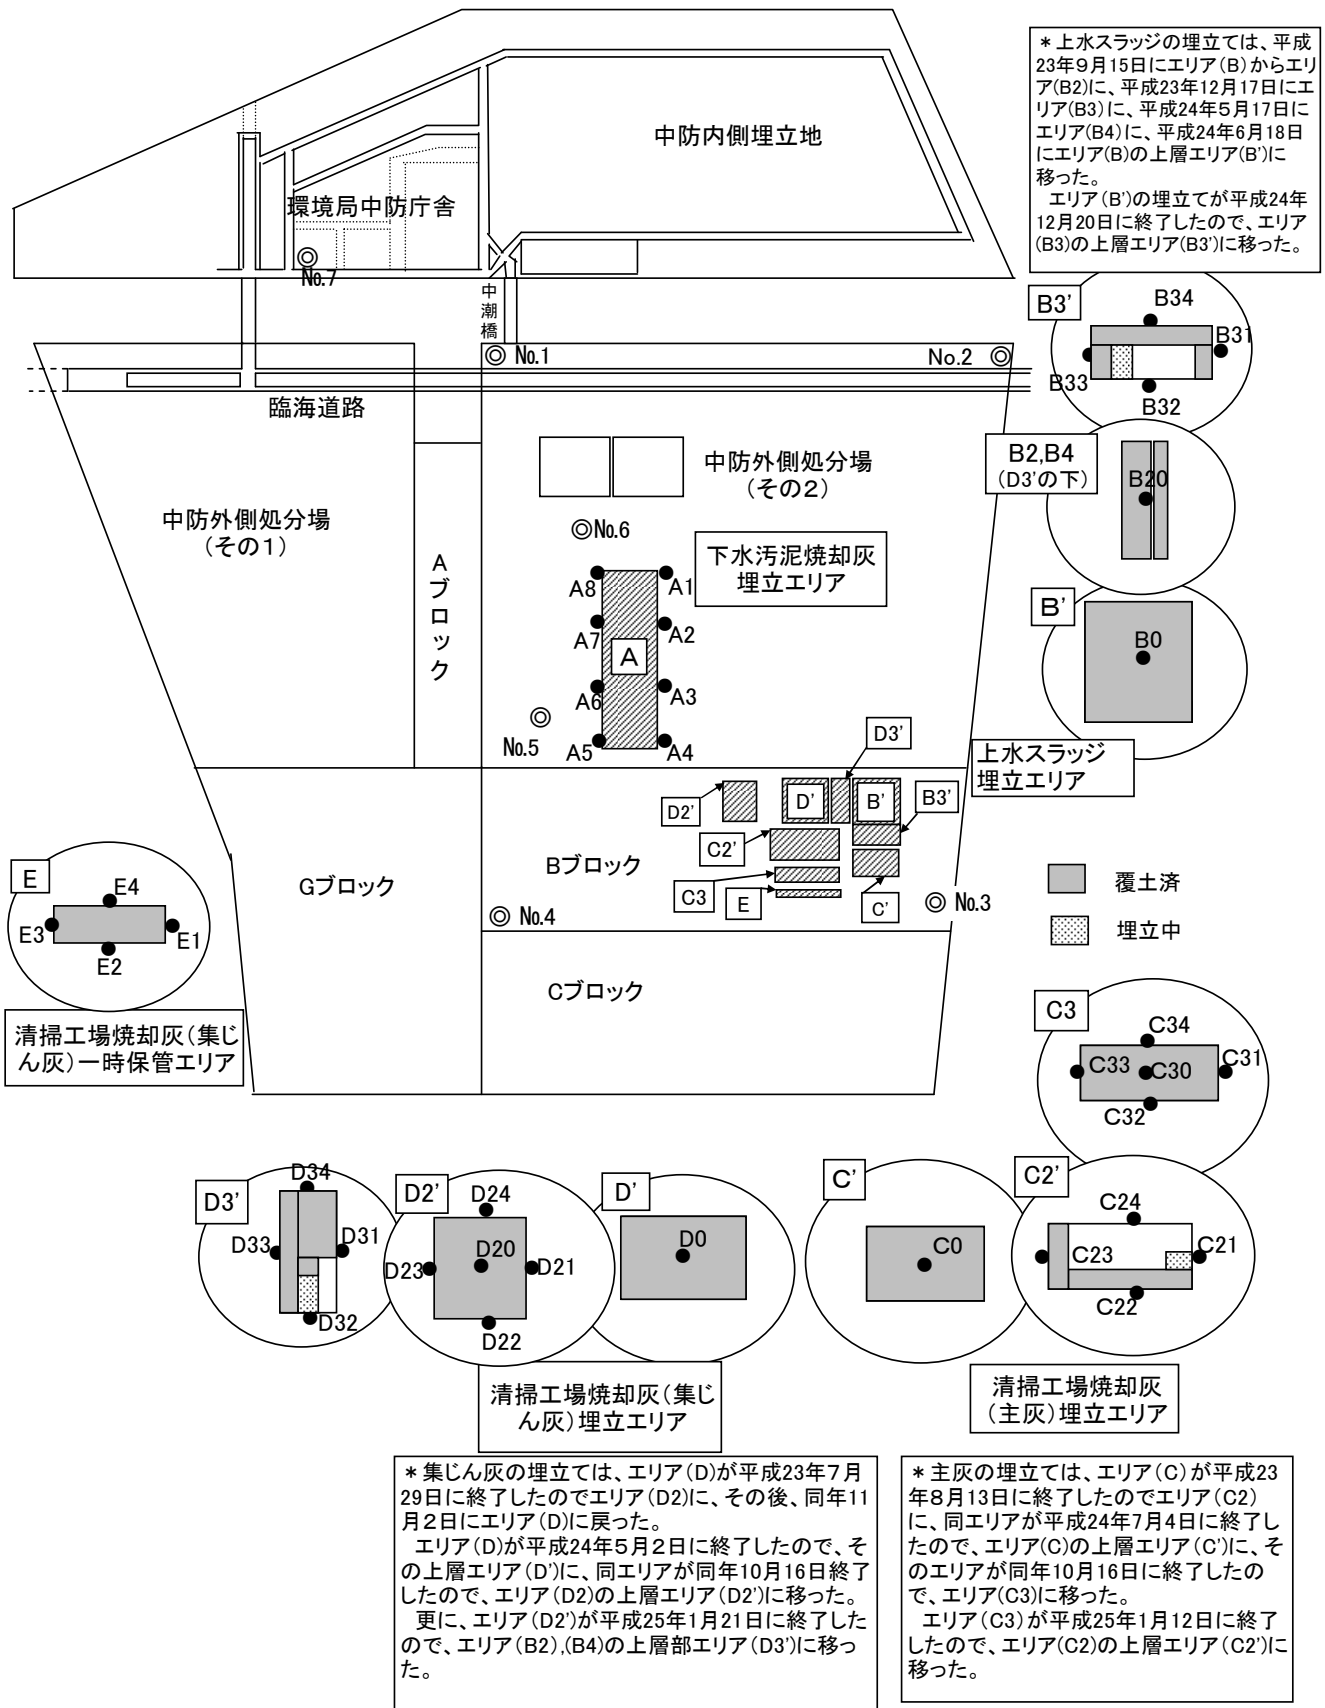 ＊上水スラッジの埋立ては、平成
23年９月15日にエリア（B）からエリ
ア(B2)に、平成23年12月17日にエ
リア(B3)に、平成24年５月17日に
エリア(B4)に、平成24年６月18日
にエリア(B)の上層エリア(B')に
移った。
エリア（B'）の埋立てが平成24年
12月20日に終了したので、エリア
(B3)の上層エリア(B3')に移った。
中防内側埋立地
環境局中防庁舎
No.7
中潮橋
No.1
No.2
臨海道路
B3'
B34
B31
B33
B32
中防外側処分場
（その２）
中防外側処分場
（その１）
Aブロック
No.6
下水汚泥焼却灰
埋立エリア
A8
A1
A7
A2
A
A6
A3
No.5
A5
A4
B2,B4
（D3'の下）
B20
B'
B0
上水スラッジ
埋立エリア
D3'
D2'
D'
B'
B3'
C2'
C3
E
C'
Gブロック
Bブロック
No.4
No.3
Cブロック
覆土済
埋立中
E
E4
E3
E1
E2
清掃工場焼却灰（集じ
ん灰）一時保管エリア
C3
C34
C33
C30
C31
C32
D3'
D34
D33
D31
D32
D2'
D24
D20
D23
D21
D22
D'
D0
C'
C0
C2'
C24
C23
C21
C22
清掃工場焼却灰（集じ
ん灰）埋立エリア
清掃工場焼却灰
（主灰）埋立エリア
＊集じん灰の埋立ては、エリア（D）が平成23年７月
29日に終了したのでエリア（D2）に、その後、同年11
月２日にエリア（D）に戻った。
エリア（D）が平成24年５月２日に終了したので、そ
の上層エリア（D'）に、同エリアが同年10月16日終了
したので、エリア（D2）の上層エリア（D2'）に移った。
更に、エリア（D2'）が平成25年１月21日に終了した
ので、エリア（B2）,(B4)の上層部エリア（D3'）に移っ
た。
＊主灰の埋立ては、エリア（C）が平成23
年８月13日に終了したのでエリア（C2）
に、同エリアが平成24年７月４日に終了し
たので、エリア（C）の上層エリア（C'）に、そ
のエリアが同年10月16日に終了したの
で、エリア(C3)に移った。
エリア（C3）が平成25年１月12日に終了
したので、エリア(C2)の上層エリア（C2'）に
移った。